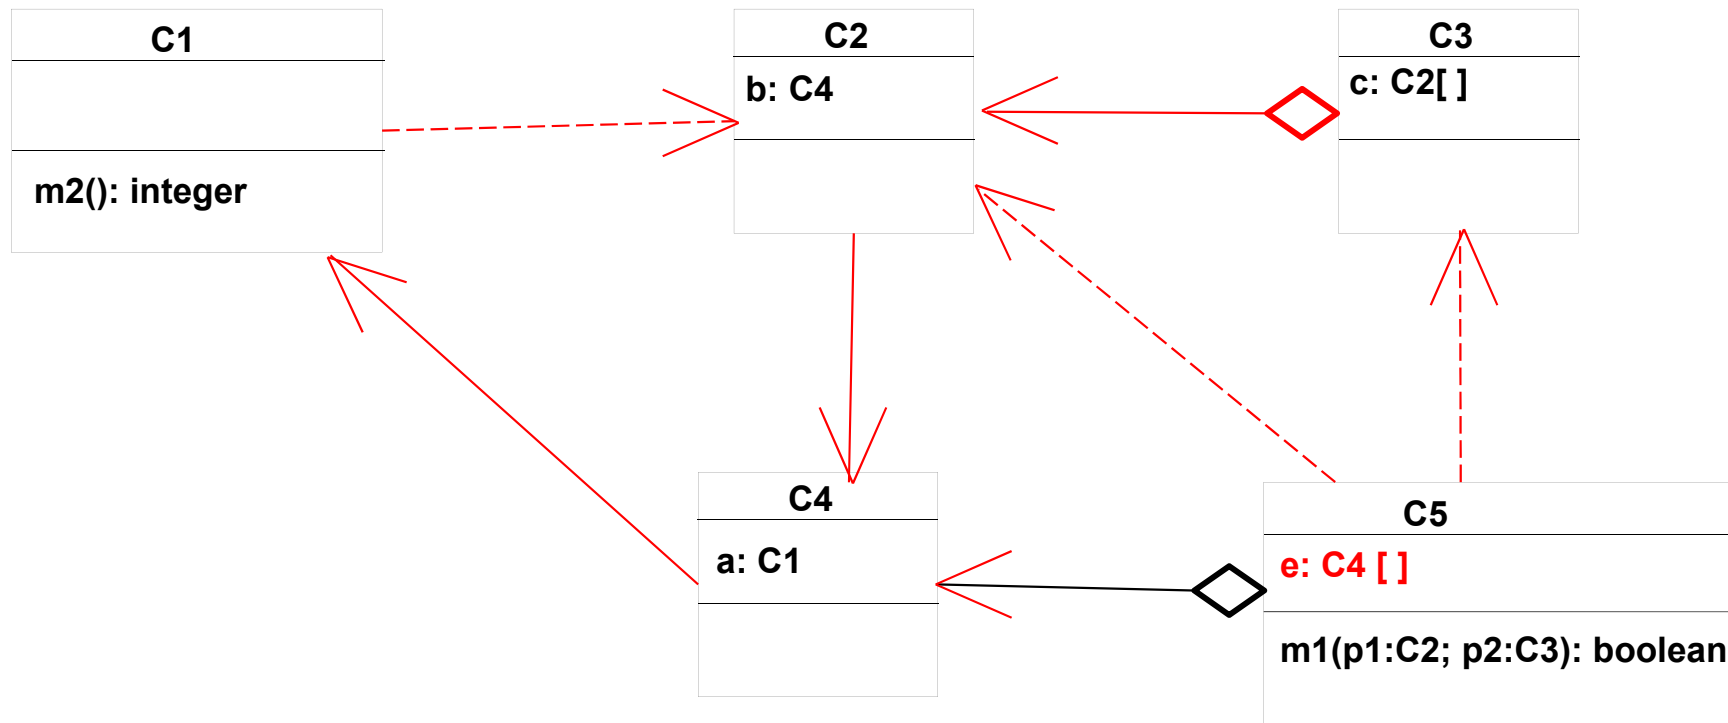 C1
m2(): integer
C2
b: C4
C3
c: C2[ ]
C4
a: C1
C5
e: C4 [ ]
m1(p1:C2; p2:C3): boolean